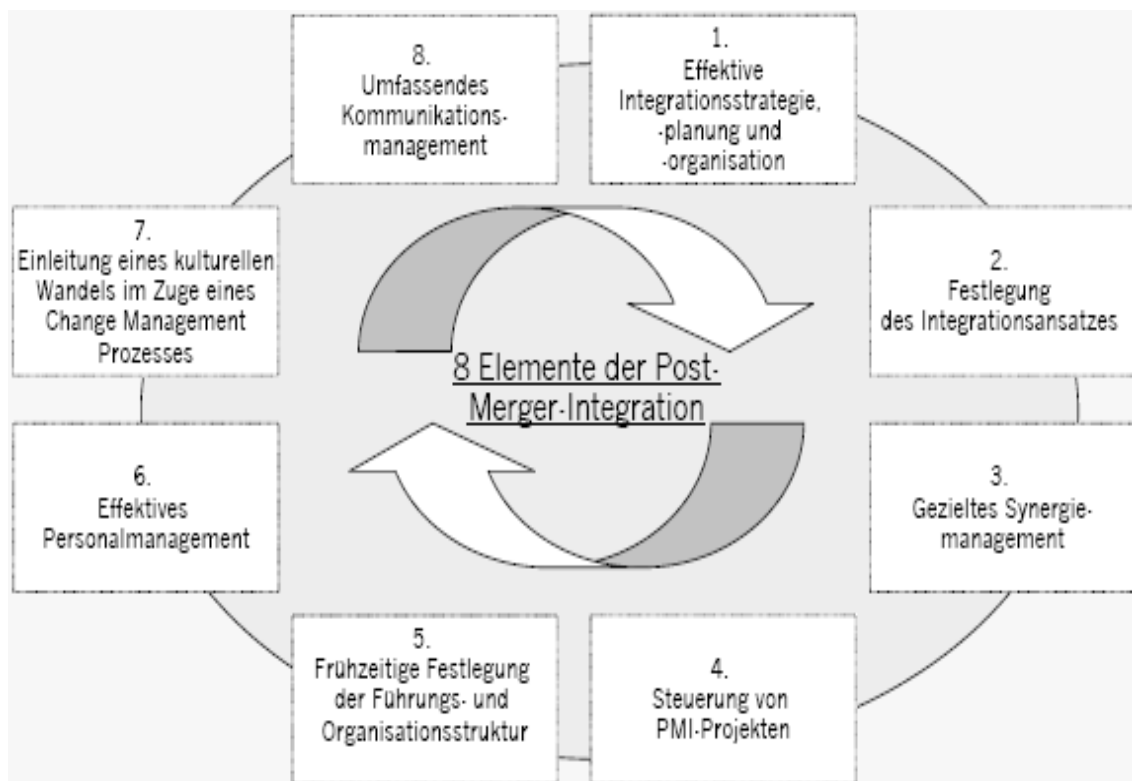 1.
Effektive
Integrationsstrategie,
-planung und
-organisation
2.
Festlegung
des Integrationsansatzes
3.
Gezieltes Synergie-
management
4.
Steuerung von
PMI-Projekten
5.
Frühzeitige Festlegung
der Führungs- und
Organisationsstruktur
6.
Effektives
Personalmanagement
7.
Einleitung eines kulturellen
Wandels im Zuge eines
Change Management
Prozesses
8.
Umfassendes
Kommunikations-
management
8 Elemente der Post-
Merger-Integration